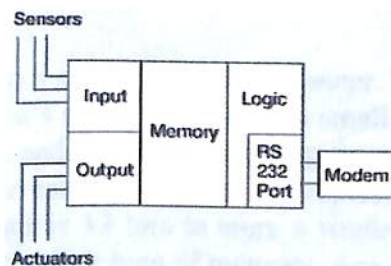 Sensors
Input
Output
Memory
Logic
RS
232
Port
Modem
Actuators